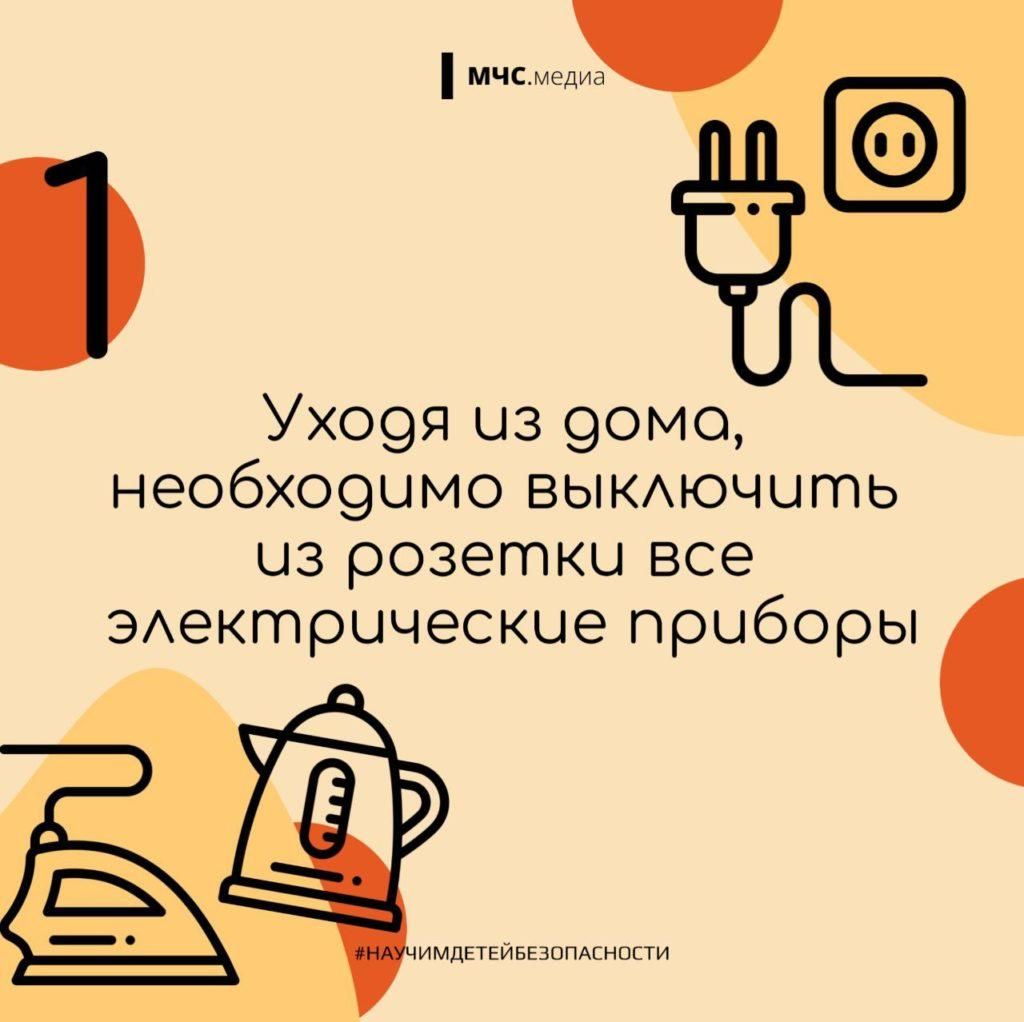 МЧС.медиа
1
Уходя из дома,
необходимо выключить
из розетки все
электрические приборы
#НАУЧИМДЕТЕЙБЕЗОПАСНОСТИ